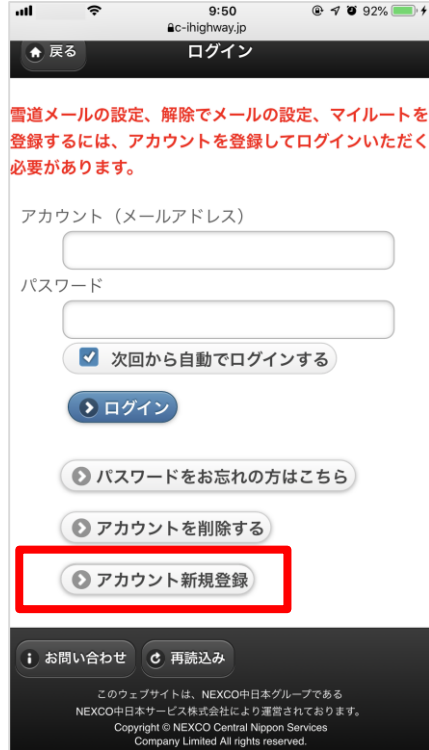 9:50
92%
c-ihighway.jp
戻る
ログイン
雪道メールの設定、解除でメールの設定、マイルートを
登録するには、アカウントを登録してログインいただく
必要があります。
アカウント（メールアドレス）
パスワード
次回から自動でログインする
ログイン
パスワードをお忘れの方はこちら
アカウントを削除する
アカウント新規登録
お問い合わせ
再読込み
このウェブサイトは、NEXCO中日本グループである
NEXCO中日本サービス株式会社により運営されております。
Copyright © NEXCO Central Nippon Services
Company Limited All rights reserved.